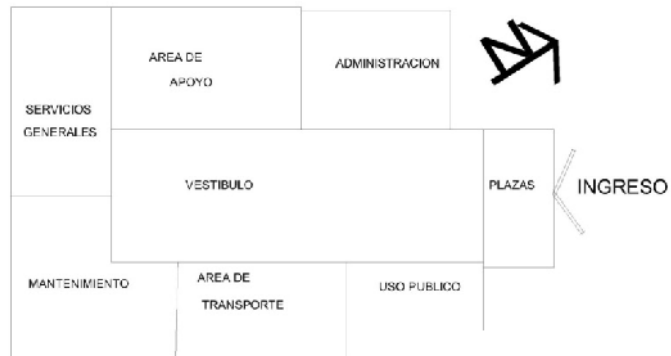 AREA DE
APOYO
ADMINISTRACION
N
SERVICIOS
GENERALES
VESTIBULO
PLAZAS
INGRESO
MANTENIMIENTO
AREA DE
TRANSPORTE
USO PUBLICO